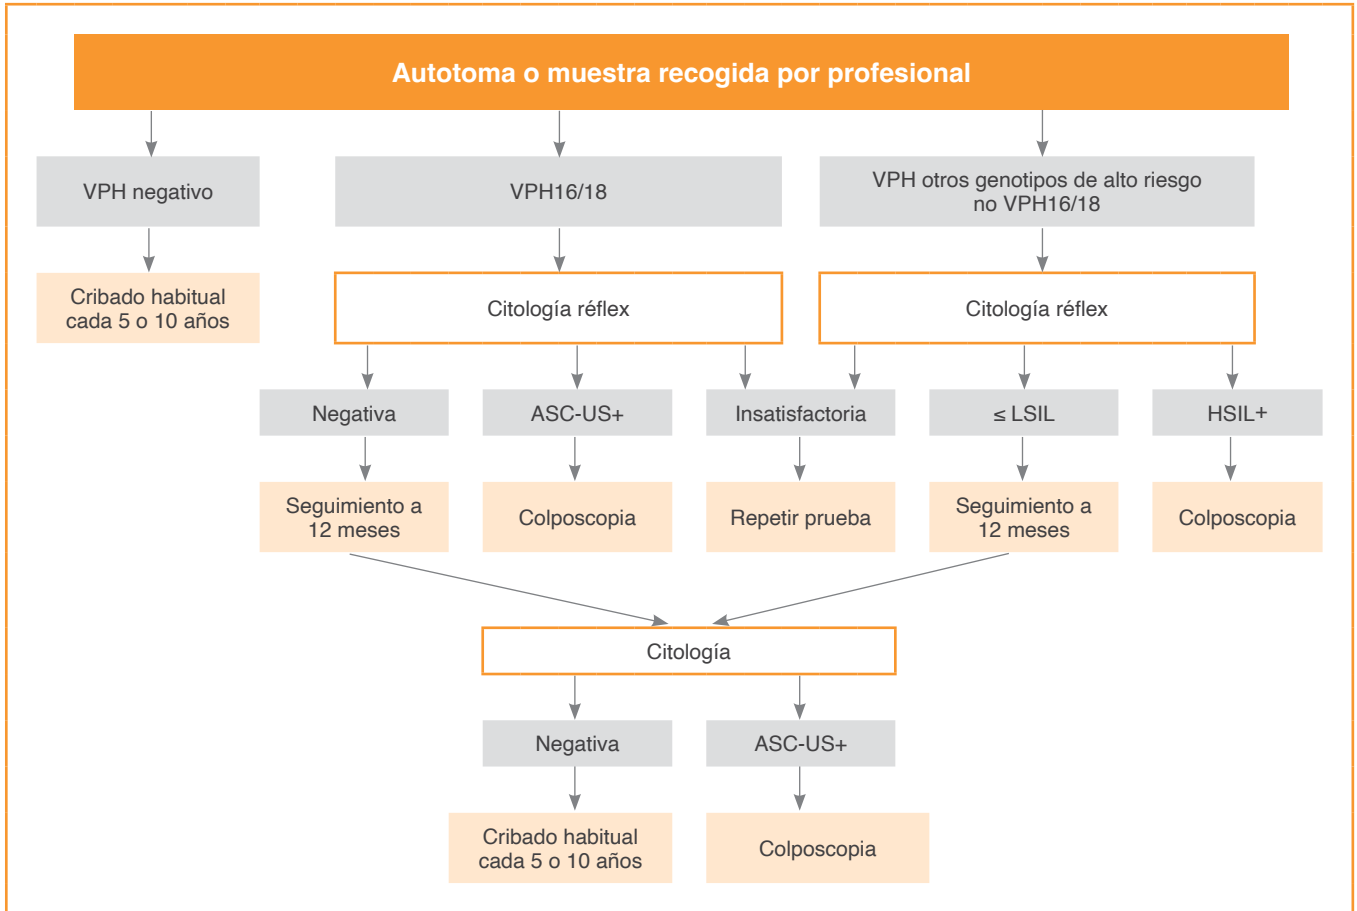 Autotoma o muestra recogida por profesional
VPH negativo
VPH16/18
VPH otros genotipos de alto riesgo
no VPH16/18
Cribado habitual
cada 5 o 10 años
Citología réflex
Citología réflex
Negativa
ASC-US+
Insatisfactoria
≤ LSIL
HSIL+
Seguimiento a
12 meses
Colposcopia
Repetir prueba
Seguimiento a
12 meses
Colposcopia
Citología
Negativa
ASC-US+
Cribado habitual
cada 5 o 10 años
Colposcopia